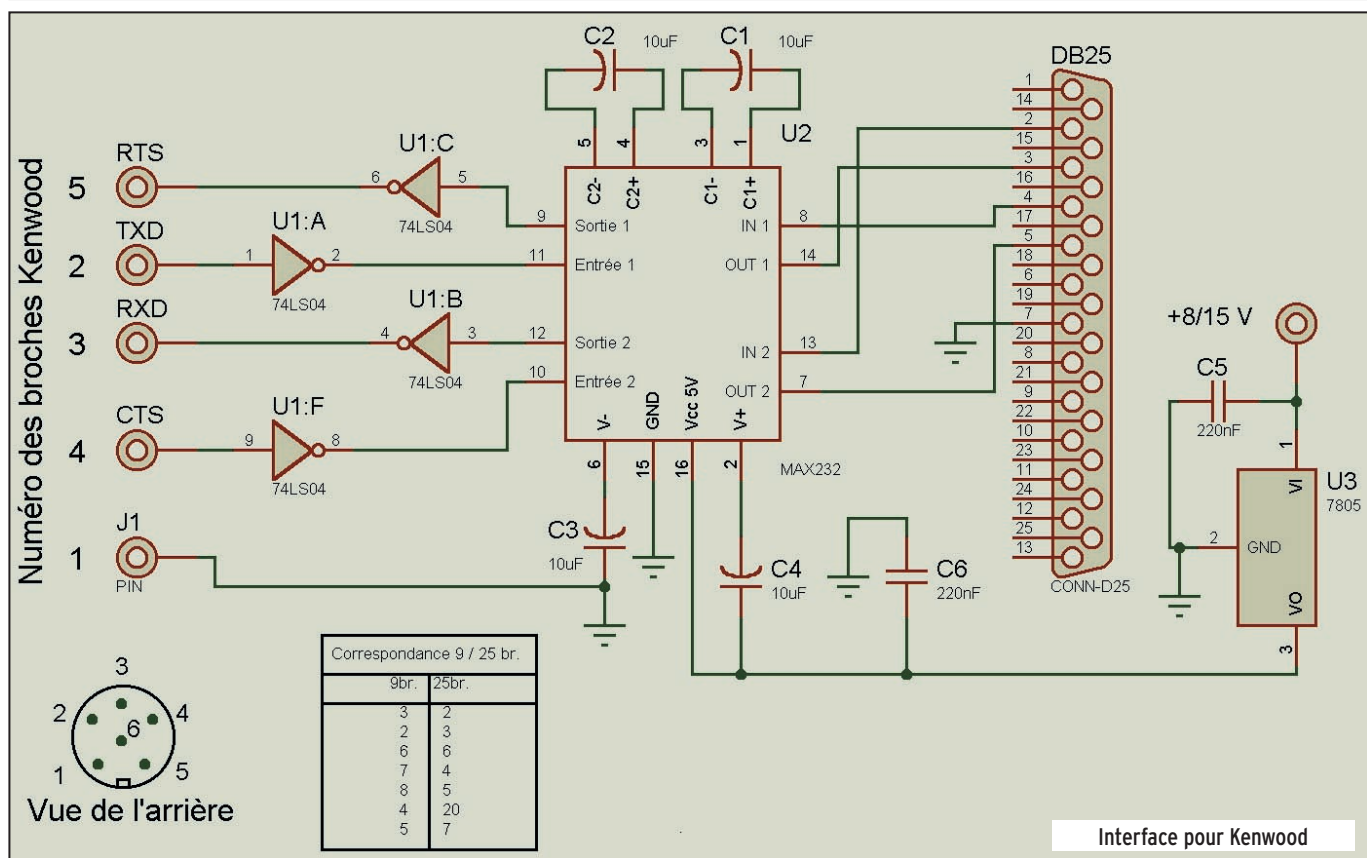 C2
10uF
C1
10uF
DB25
U2
5
4
3
1
C2-
C2+
C1-
C1+
Numéro des broches Kenwood
5
RTS
6
U1:C
5
74LS04
9
Sortie 1
IN 1
8
2
TXD
1
U1:A
2
74LS04
11
Entrée 1
OUT 1
14
3
RXD
4
U1:B
3
74LS04
12
Sortie 2
IN 2
13
4
CTS
9
U1:F
8
74LS04
10
Entrée 2
OUT 2
7
V-
GND
Vcc 5V
V+
6
15
16
2
MAX232
1
J1
PIN
C3
10uF
C4
10uF
C6
220nF
1
14
2
15
3
16
4
17
5
18
6
19
7
20
8
21
9
22
10
23
11
24
12
25
13
CONN-D25
+8/15 V
C5
220nF
1
VI
U3
7805
2
GND
VO
3
Correspondance 9 / 25 br.
9br. 25br.
3 2
2 3
6 6
7 4
8 5
4 20
5 7
3
2
4
6
1
5
Vue de l'arrière
Interface pour Kenwood